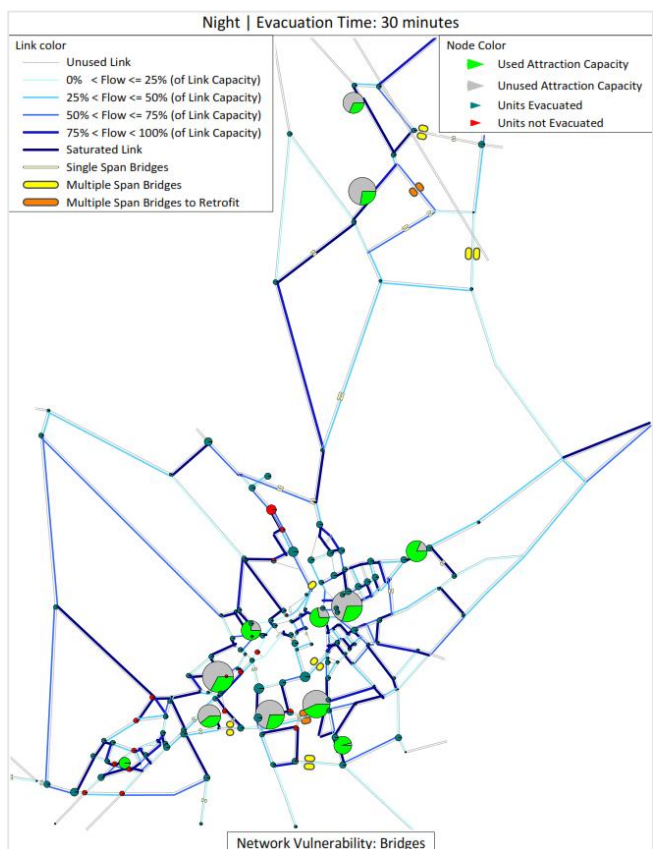 Night | Evacuation Time: 30 minutes
Link color
Unused Link
0% < Flow <= 25% (of Link Capacity)
25% < Flow <= 50% (of Link Capacity)
50% < Flow <= 75% (of Link Capacity)
75% < Flow < 100% (of Link Capacity)
Saturated Link
Single Span Bridges
Multiple Span Bridges
Multiple Span Bridges to Retrofit
Node Color
Used Attraction Capacity
Unused Attraction Capacity
Units Evacuated
Units not Evacuated
Network Vulnerability: Bridges